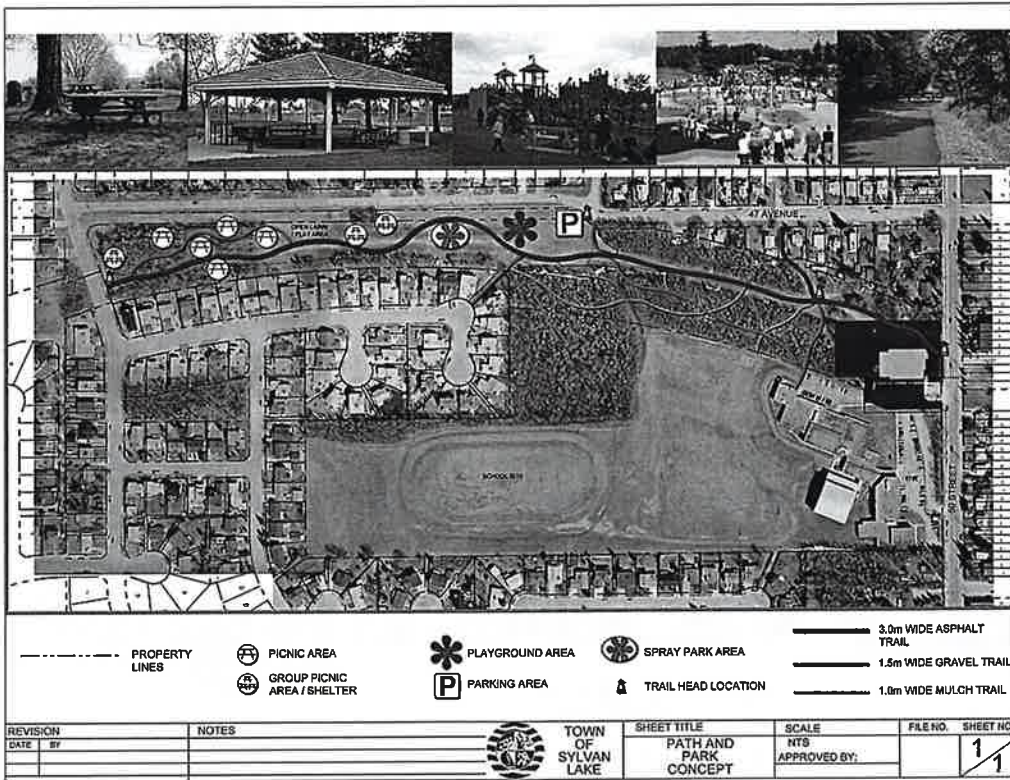 47 AVENUE
P
OPEN LAWN
/ PLAY AREA
SCHOOL SITE
50 STREET
PROPERTY
LINES
PICNIC AREA
GROUP PICNIC
AREA / SHELTER
PLAYGROUND AREA
P
PARKING AREA
SPRAY PARK AREA
TRAIL HEAD LOCATION
3.0m WIDE ASPHALT
TRAIL
1.5m WIDE GRAVEL TRAIL
1.0m WIDE MULCH TRAIL
REVISION
DATE BY
NOTES
TOWN
OF
SYLVAN
LAKE
SHEET TITLE
PATH AND
PARK
CONCEPT
SCALE
NTS
APPROVED BY:
FILE NO.
SHEET NO
1/1